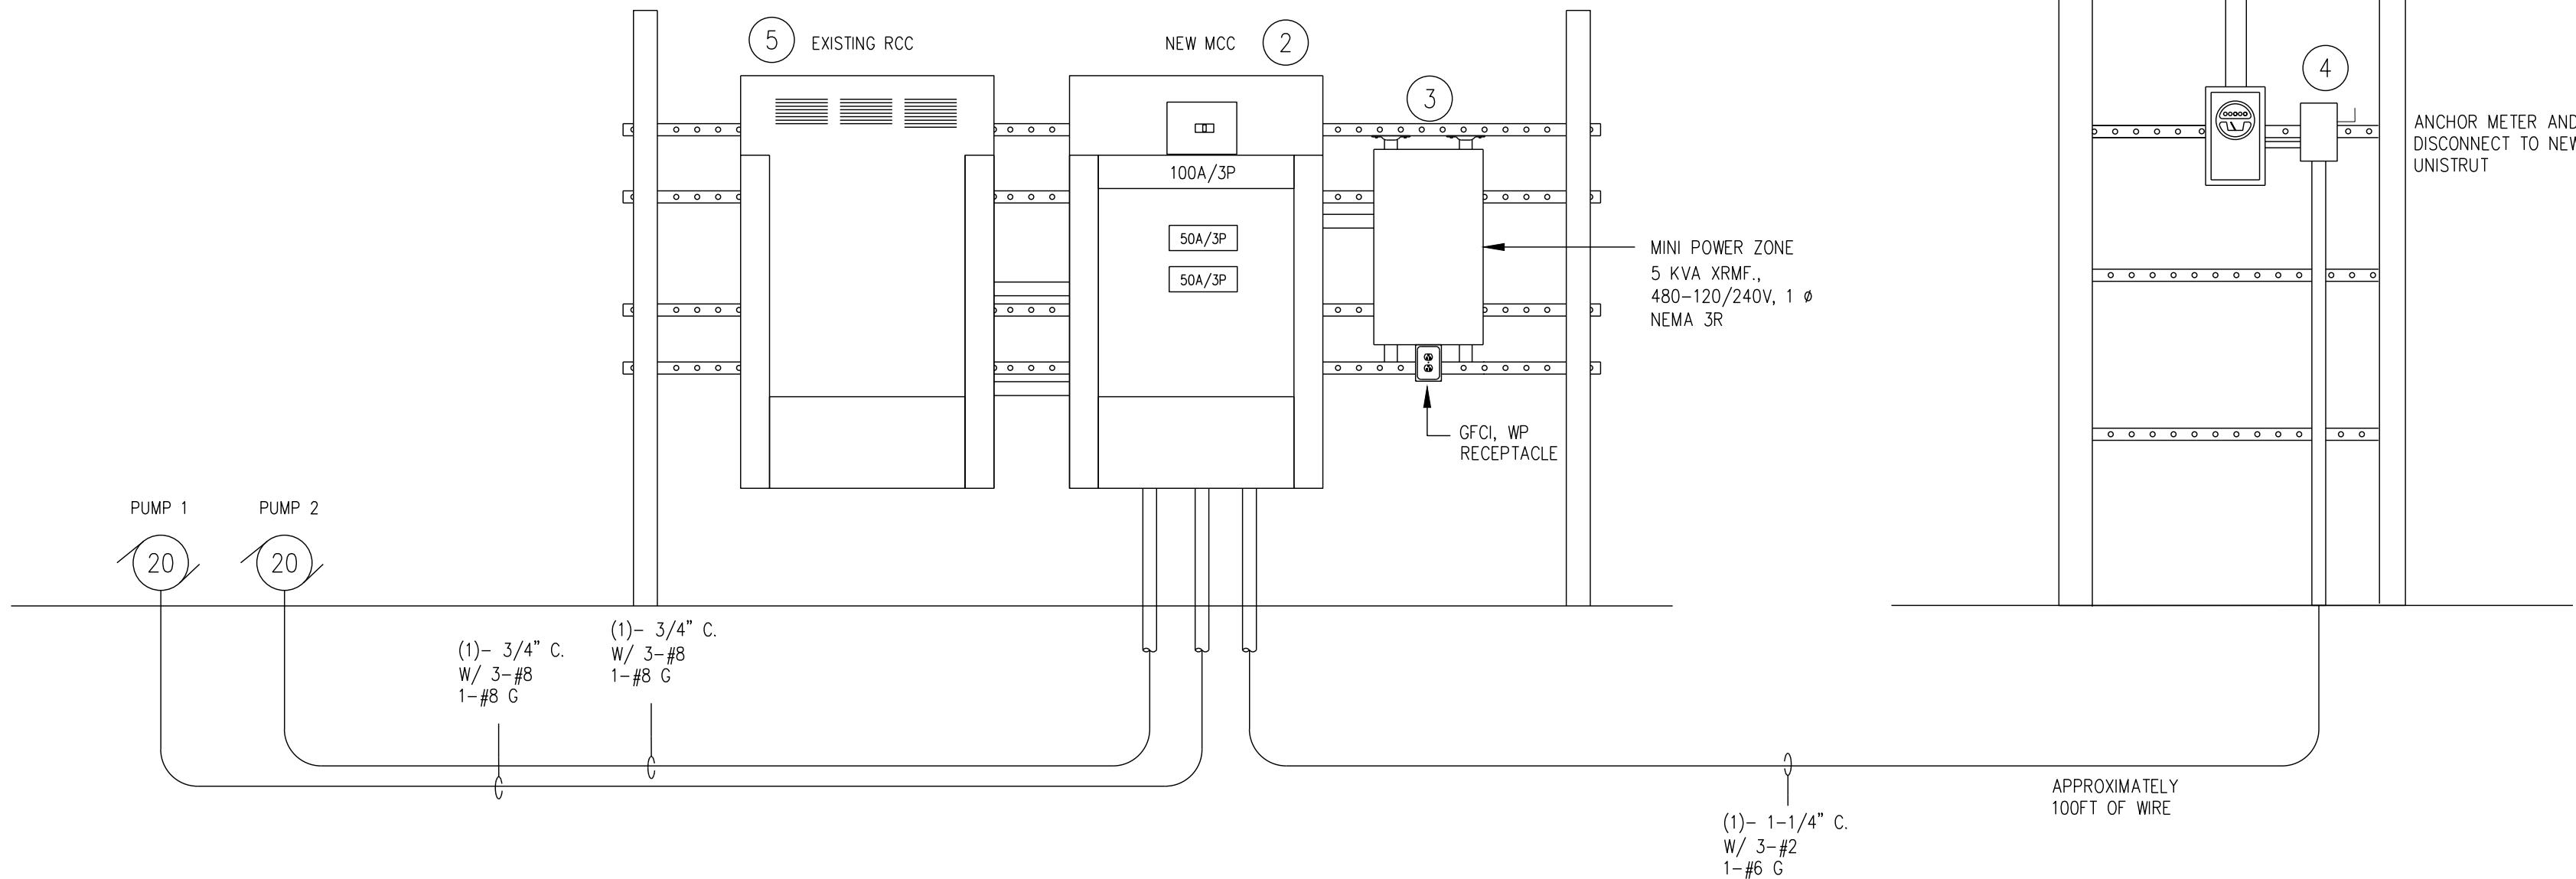 5
EXISTING RCC
NEW MCC
2
3
4
100A/3P
50A/3P
50A/3P
ANCHOR METER AND
DISCONNECT TO NEW
UNISTRUT
MINI POWER ZONE
5 KVA XRMF.,
480-120/240V, 1 ø
NEMA 3R
GFCI, WP
RECEPTACLE
PUMP 1
20
PUMP 2
20
(1)- 3/4" C.
W/ 3-#8
1-#8 G
(1)- 3/4" C.
W/ 3-#8
1-#8 G
(1)- 1-1/4" C.
W/ 3-#2
1-#6 G
APPROXIMATELY
100FT OF WIRE